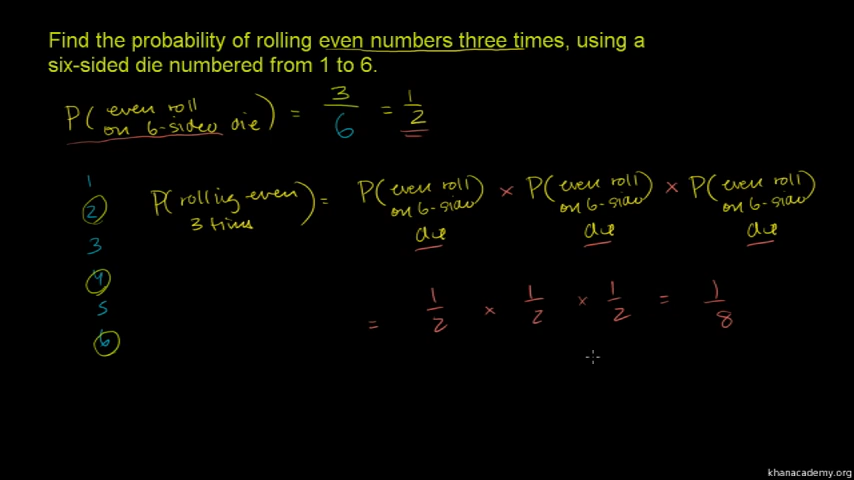 Find the probability of rolling even numbers three times, using a
six-sided die numbered from 1 to 6.
P(even roll on 6-sided die) = 3/6 = 1/2
1
2
3
4
5
6
P(rolling even 3 times) = P(even roll on 6-sided die) × P(even roll on 6-sided die) × P(even roll on 6-sided die)
= 1/2 × 1/2 × 1/2 = 1/8
khanacademy.org